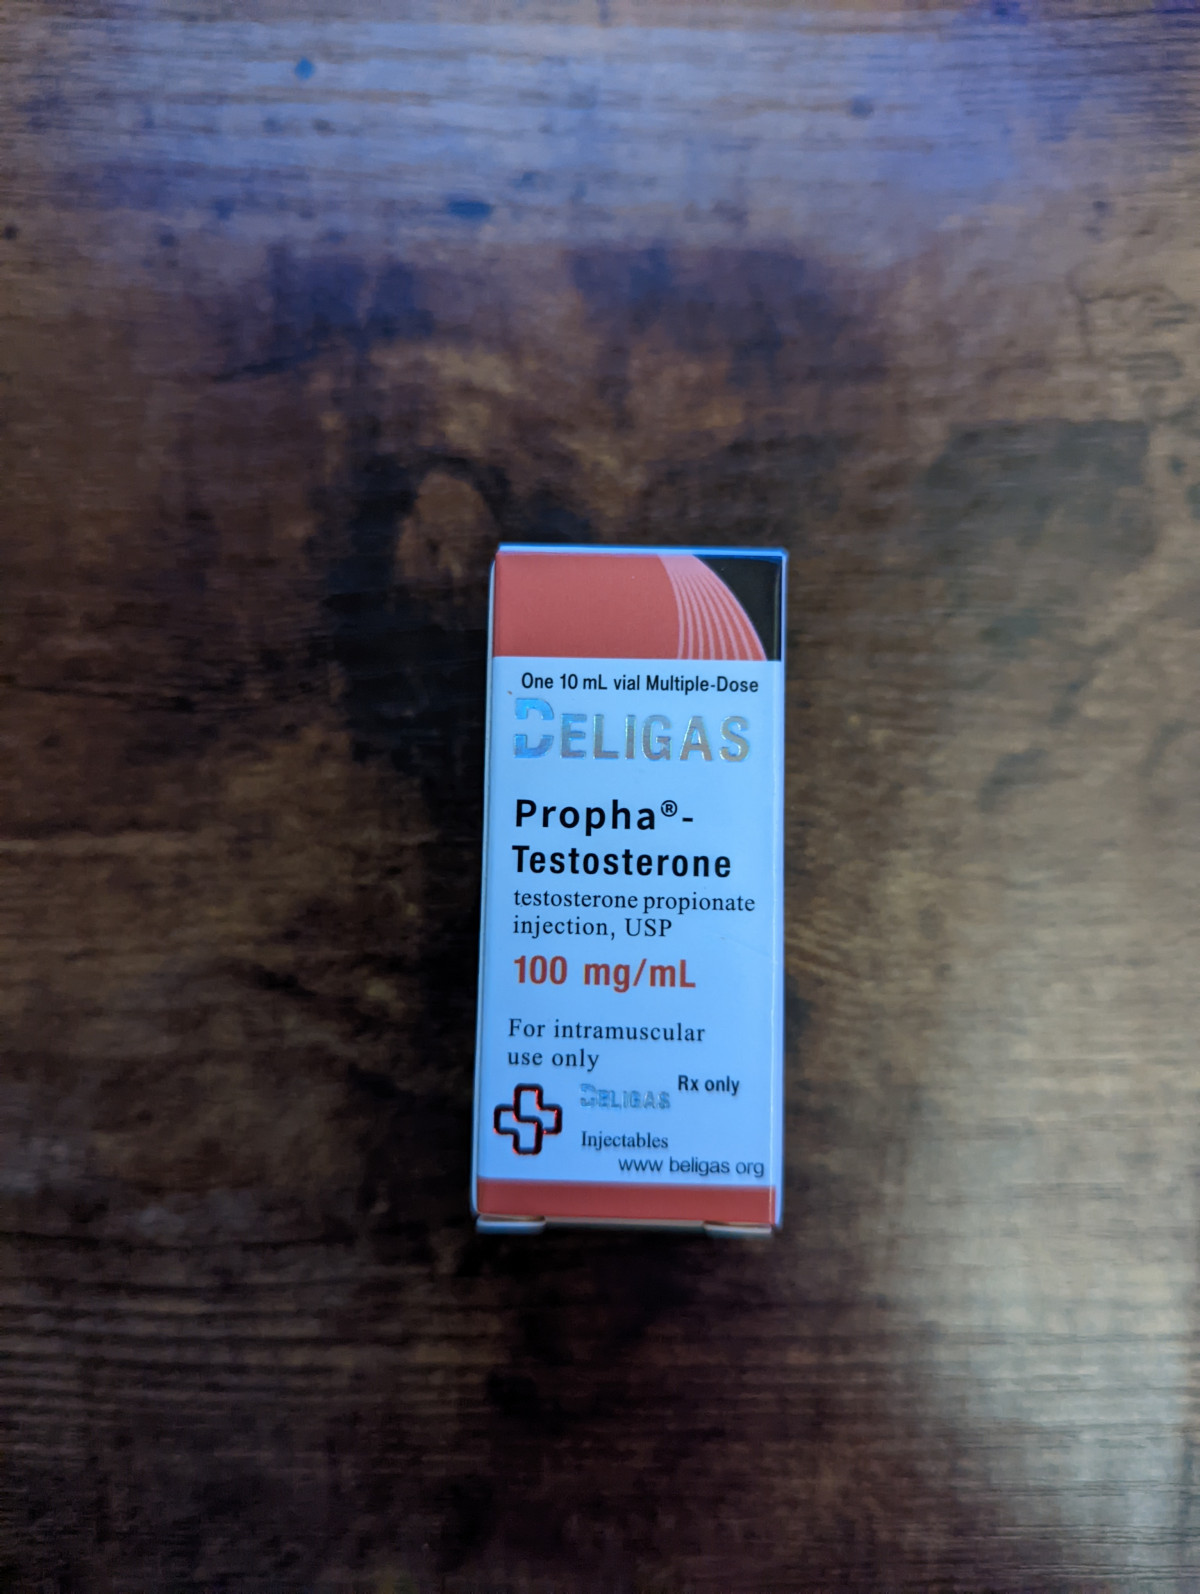 One 10 mL vial Multiple-Dose
BELIGAS
Propha®-
Testosterone
testosterone propionate
injection, USP
100 mg/mL
For intramuscular
use only
Rx only
BELIGAS
Injectables
www beligas org